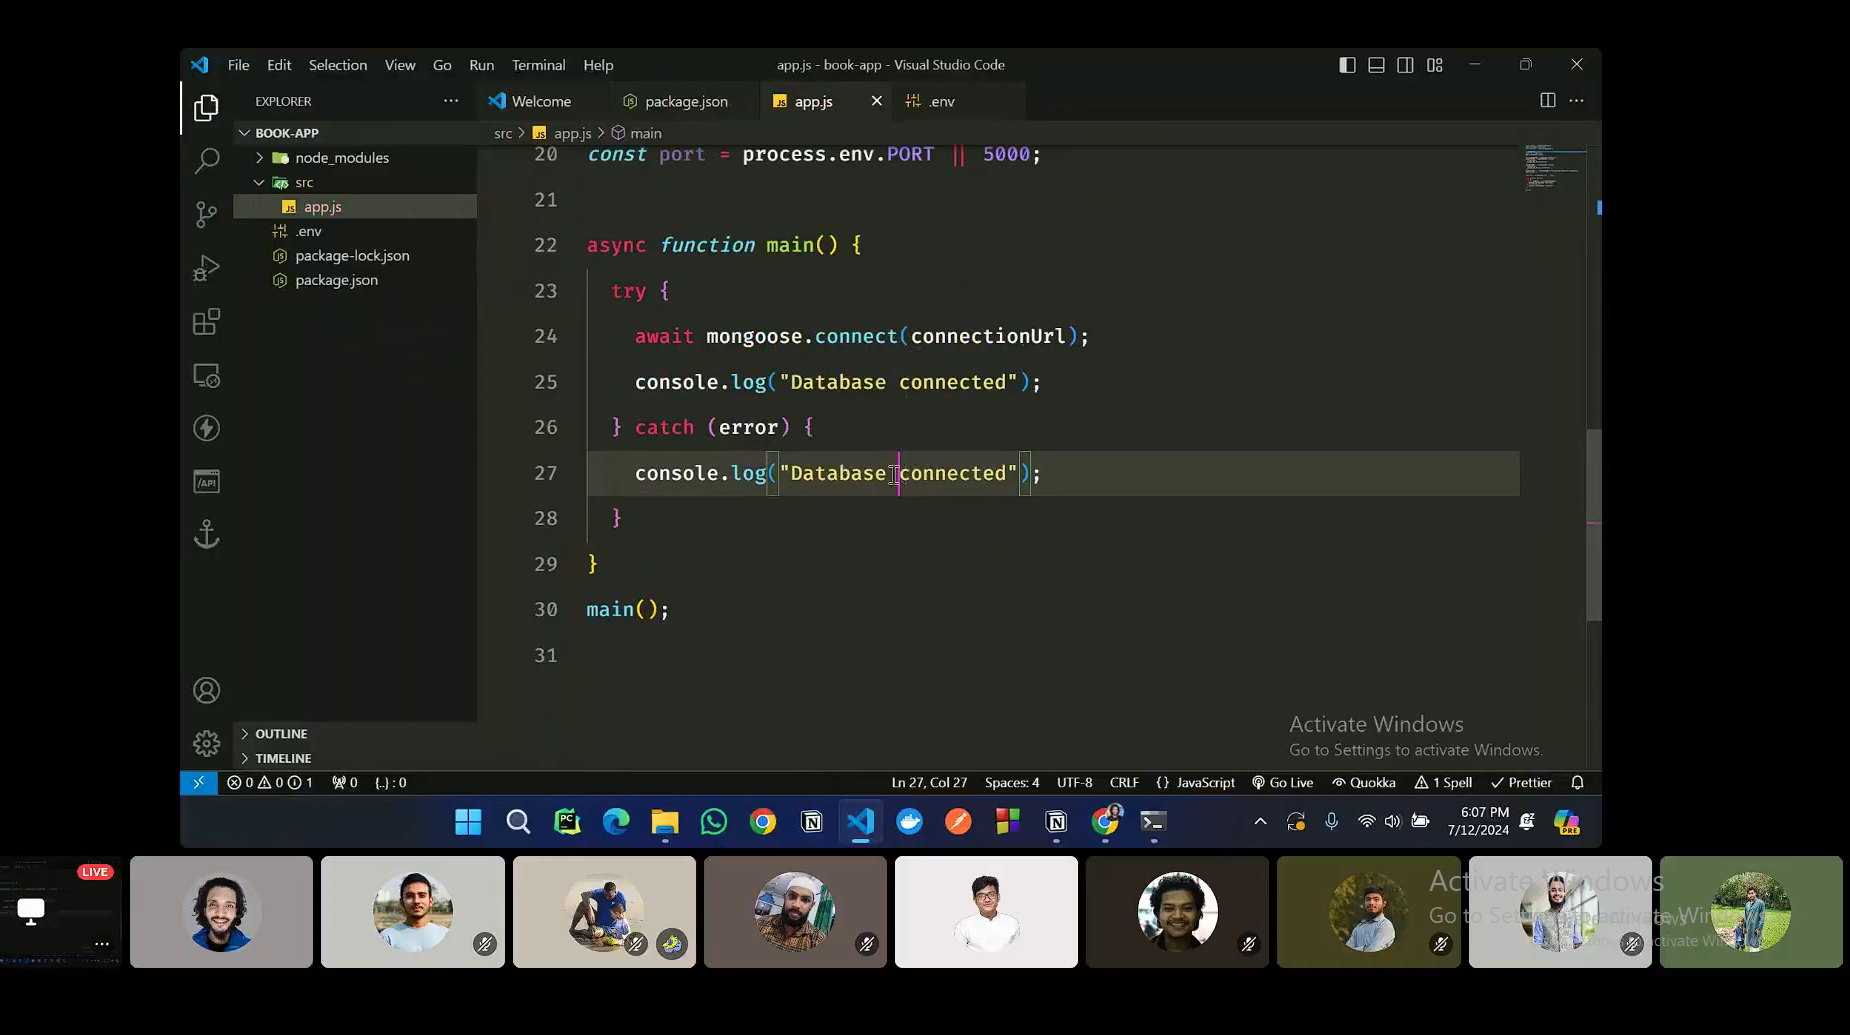 File Edit Selection View Go Run Terminal Help
app.js - book-app - Visual Studio Code
EXPLORER
Welcome
package.json
app.js
.env
BOOK-APP
node_modules
src
app.js
.env
package-lock.json
package.json
src > app.js > main
20 const port = process.env.PORT || 5000;
21
22 async function main() {
23 try {
24 await mongoose.connect(connectionUrl);
25 console.log("Database connected");
26 } catch (error) {
27 console.log("Database connected");
28 }
29 }
30 main();
31
OUTLINE
TIMELINE
Activate Windows
Go to Settings to activate Windows.
0 0 1 0 {..} : 0
Ln 27, Col 27 Spaces: 4 UTF-8 CRLF {} JavaScript Go Live Quokka 1 Spell Prettier
6:07 PM
7/12/2024
PRE
LIVE
Activate Windows